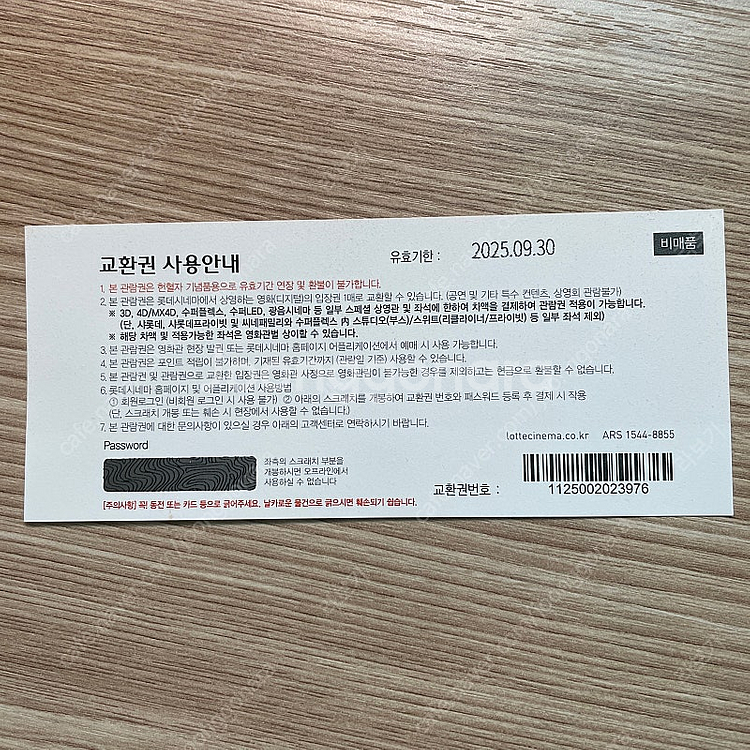 교환권 사용안내
유효기한 : 2025.09.30
비매품
1. 본 관람권은 헌혈자 기념품용으로 유효기간 연장 및 환불이 불가합니다.
2. 본 관람권은 롯데시네마에서 상영하는 영화(디지털)의 입장권 1매로 교환할 수 있습니다. (공연 및 기타 특수 컨텐츠, 상영회 관람불가)
※ 3D, 4D/MX4D, 수퍼플렉스, 수퍼LED, 광음시네마 등 일부 스페셜 상영관 및 좌석에 한하여 차액을 결제하여 관람권 적용이 가능합니다.
(단, 샤롯데, 샤롯데프라이빗 및 씨네패밀리와 수퍼플렉스 內 스튜디오(부스)/스위트(리클라이너/프라이빗) 등 일부 좌석 제외)
※ 해당 차액 및 적용가능한 좌석은 영화관별 상이할 수 있습니다.
3. 본 관람권은 영화관 현장 발권 또는 롯데시네마 홈페이지 어플리케이션에서 예매 시 사용 가능합니다.
4. 본 관람권은 포인트 적립이 불가하며, 기재된 유효기간까지 (관람일 기준) 사용할 수 있습니다.
5. 본 관람권 및 관람권으로 교환한 입장권은 영화관 사정으로 영화관람이 불가능한 경우를 제외하고는 현금으로 환불할 수 없습니다.
6. 롯데시네마 홈페이지 및 어플리케이션 사용방법
① 회원로그인 (비회원 로그인 시 사용 불가) ② 아래의 스크래치를 개봉하여 교환권 번호와 패스워드 등록 후 결제 시 작용
(단, 스크래치 개봉 또는 훼손 시 현장에서 사용할 수 없습니다.)
7. 본 관람권에 대한 문의사항이 있으실 경우 아래의 고객센터로 연락하시기 바랍니다.
Password
lottecinema.co.kr ARS 1544-8855
좌측의 스크래치 부분을
개봉하시면 오프라인에서
사용하실 수 없습니다
교환권번호 : 1125002023976
[주의사항] 꼭! 동전 또는 카드 등으로 긁어주세요. 날카로운 물건으로 긁으시면 훼손되기 쉽습니다.